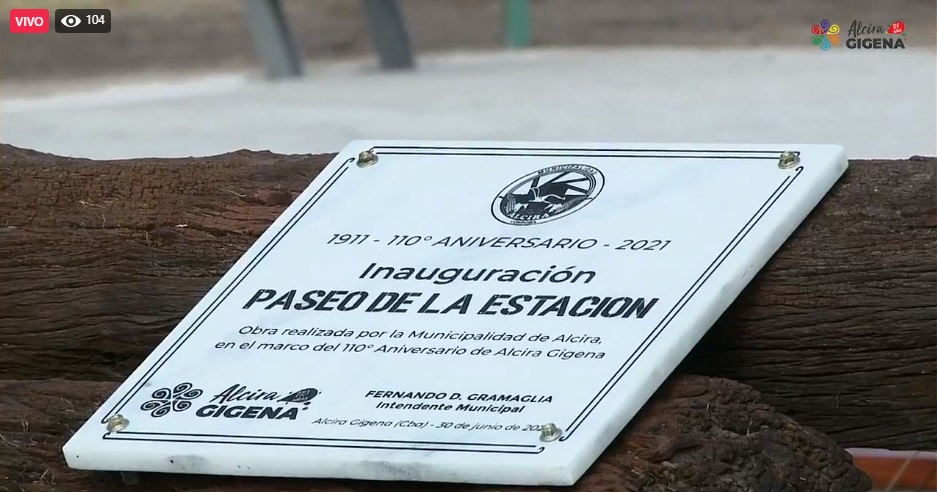 VIVO 104
Alcira
GIGENA
MUNICIPALIDAD
ALCIRA
1911 - 110° ANIVERSARIO - 2021
Inauguración
PASEO DE LA ESTACION
Obra realizada por la Municipalidad de Alcira,
en el marco del 110° Aniversario de Alcira Gigena
Alcira
GIGENA
FERNANDO D. GRAMAGLIA
Intendente Municipal
Alcira Gigena (Cba) - 30 de junio de